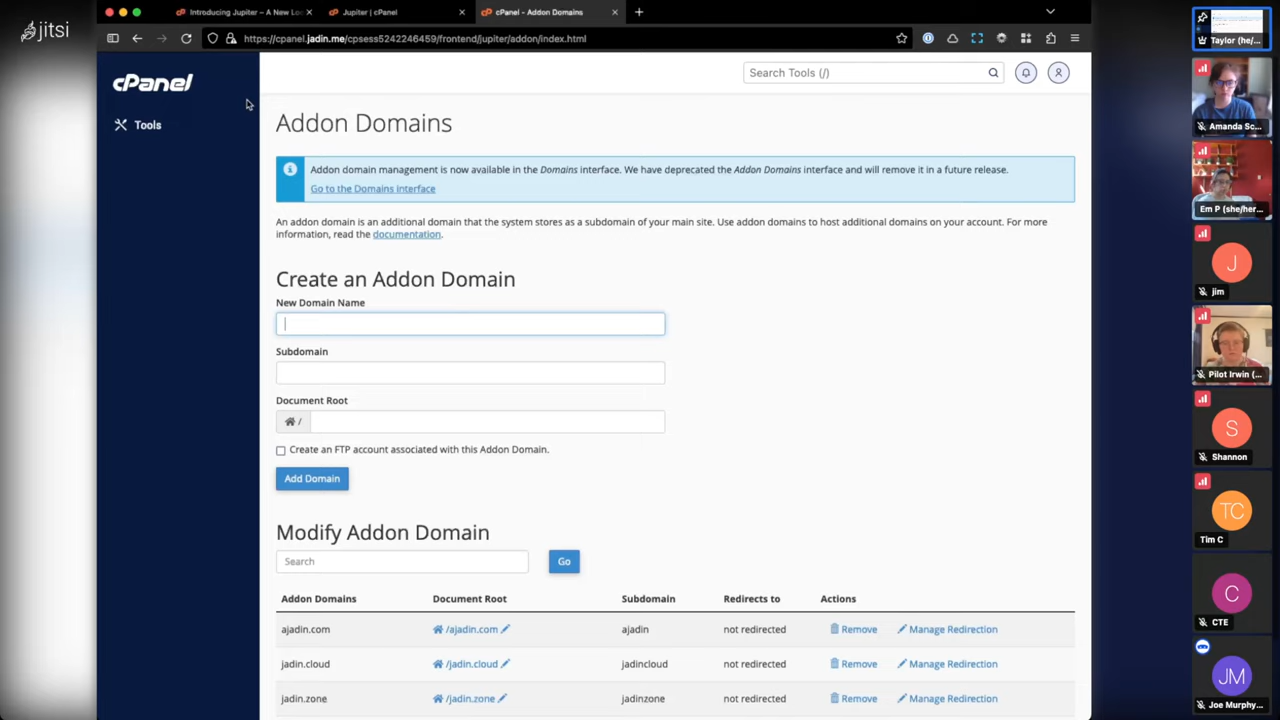 jitsi
Introducing Jupiter – A New Loo
Jupiter | cPanel
cPanel - Addon Domains
https://cpanel.jadin.me
Search Tools (/)
cPanel
Tools
Addon Domains
Addon domain management is now available in the Domains interface. We have deprecated the Addon Domains interface and will remove it in a future release.
Go to the Domains Interface
An addon domain is an additional domain that the system stores as a subdomain of your main site. Use addon domains to host additional domains on your account. For more
information, read the documentation.
Create an Addon Domain
New Domain Name
Subdomain
Document Root
/
Create an FTP account associated with this Addon Domain.
Add Domain
Modify Addon Domain
Search
Go
Addon Domains Document Root Subdomain Redirects to Actions
ajadin.com /ajadin.com ajadin not redirected Remove Manage Redirection
jadin.cloud /jadin.cloud jadincloud not redirected Remove Manage Redirection
jadin.zone /jadin.zone jadinzone not redirected Remove Manage Redirection
Taylor (he/...
Amanda Sc...
Em P (she/her...
J
jim
Pilot Irwin (...
S
Shannon
TC
Tim C
C
CTE
JM
Joe Murphy...